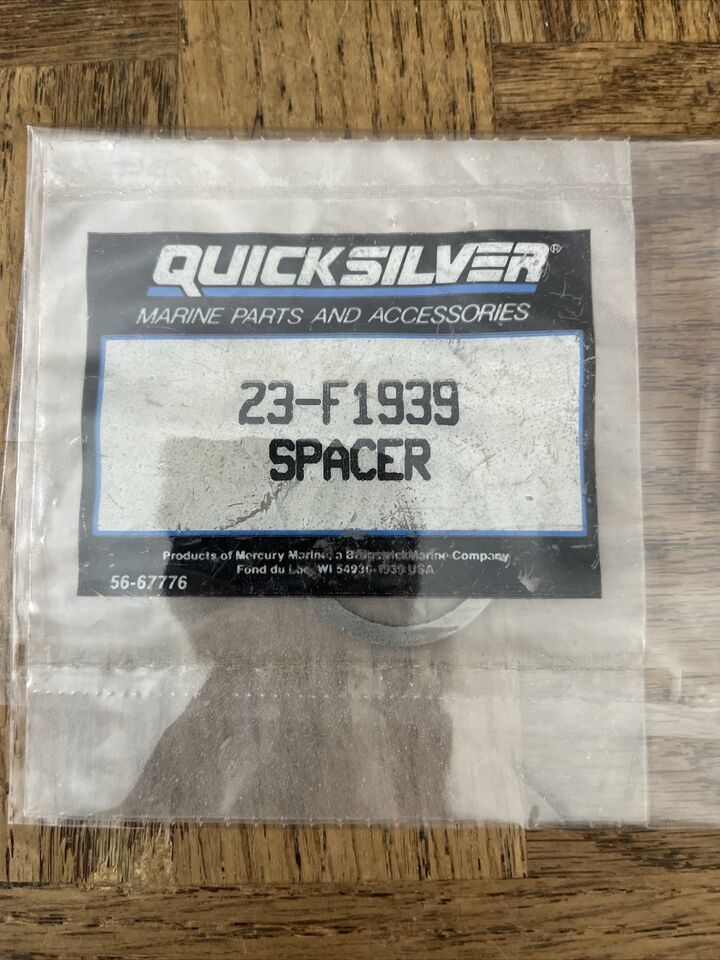 QUICKSILVER®
MARINE PARTS AND ACCESSORIES
23-F1939
SPACER
Products of Mercury Marine, a Brunswick Marine Company
Fond du Lac, WI 54936-1939 USA
56-67776